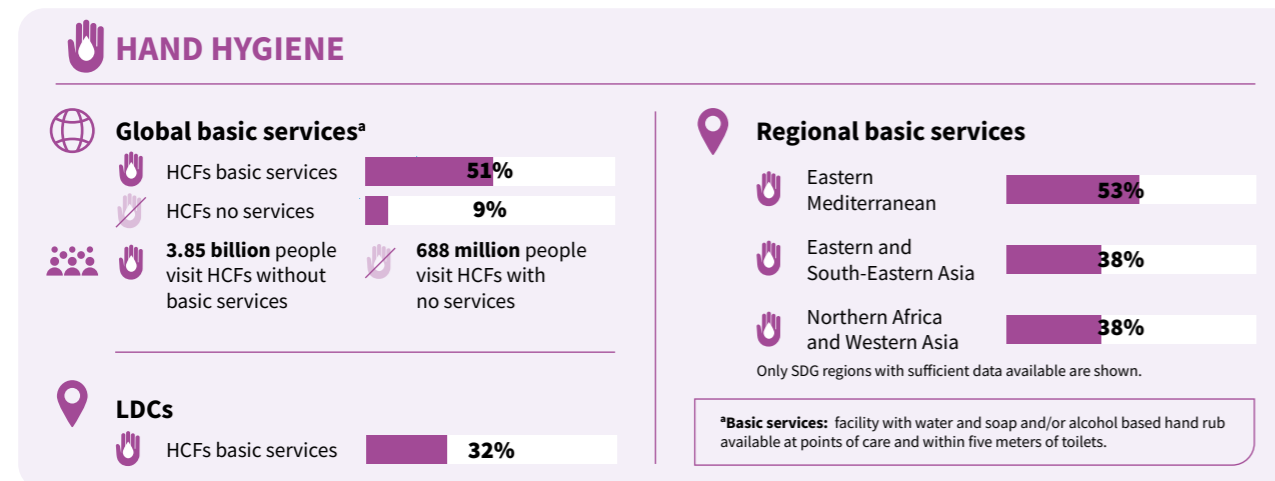 HAND HYGIENE
Global basic servicesᵃ
HCFs basic services
51%
HCFs no services
9%
3.85 billion people
visit HCFs without
basic services
688 million people
visit HCFs with
no services
LDCs
HCFs basic services
32%
Regional basic services
Eastern
Mediterranean
53%
Eastern and
South-Eastern Asia
38%
Northern Africa
and Western Asia
38%
Only SDG regions with sufficient data available are shown.
ᵃBasic services: facility with water and soap and/or alcohol based hand rub
available at points of care and within five meters of toilets.